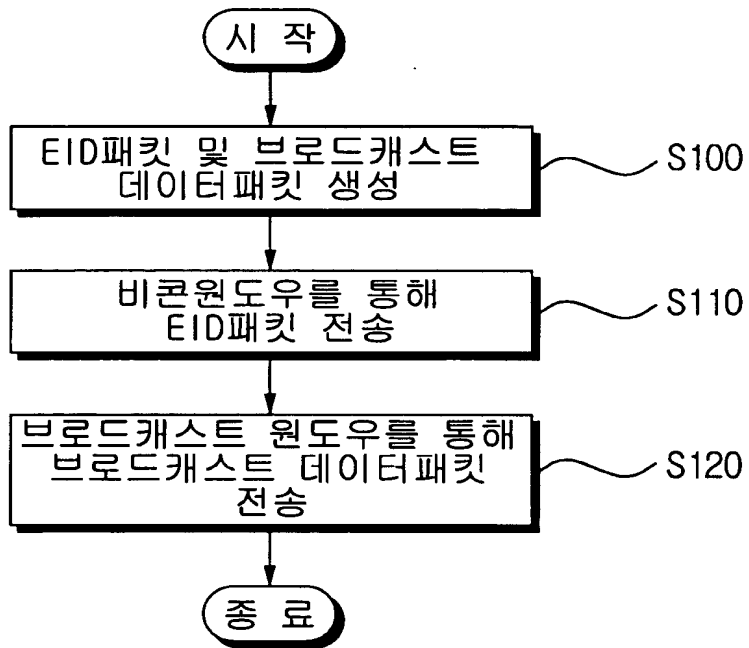 시 작
EID패킷 및 브로드캐스트
데이터패킷 생성
S100
비콘윈도우를 통해
EID패킷 전송
S110
브로드캐스트 윈도우를 통해
브로드캐스트 데이터패킷
전송
S120
종 료